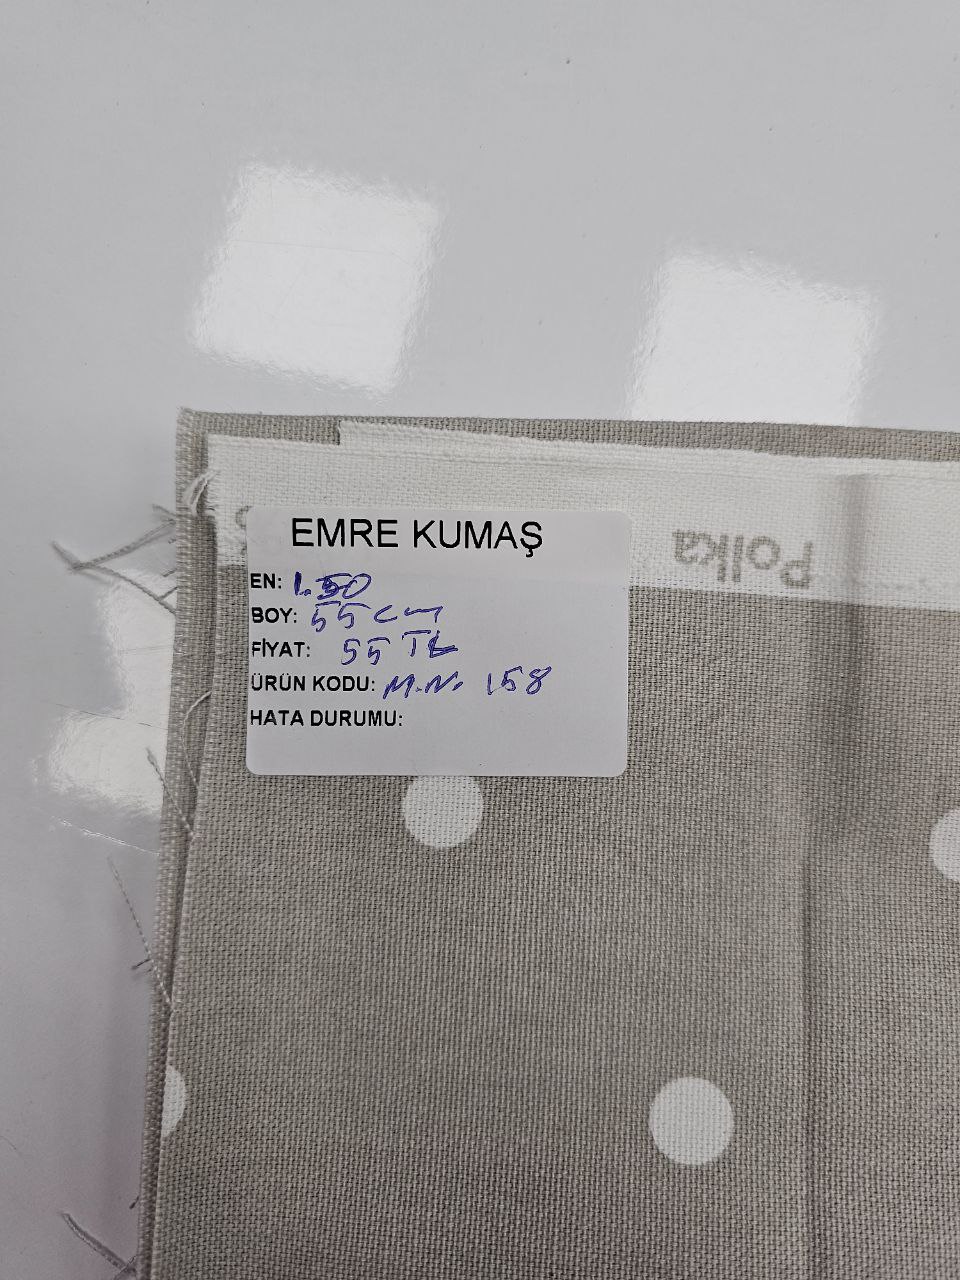 Polka
EMRE KUMAŞ
EN: 1.50
BOY: 55 cm
FİYAT: 55 TL
ÜRÜN KODU: M.N. 158
HATA DURUMU: